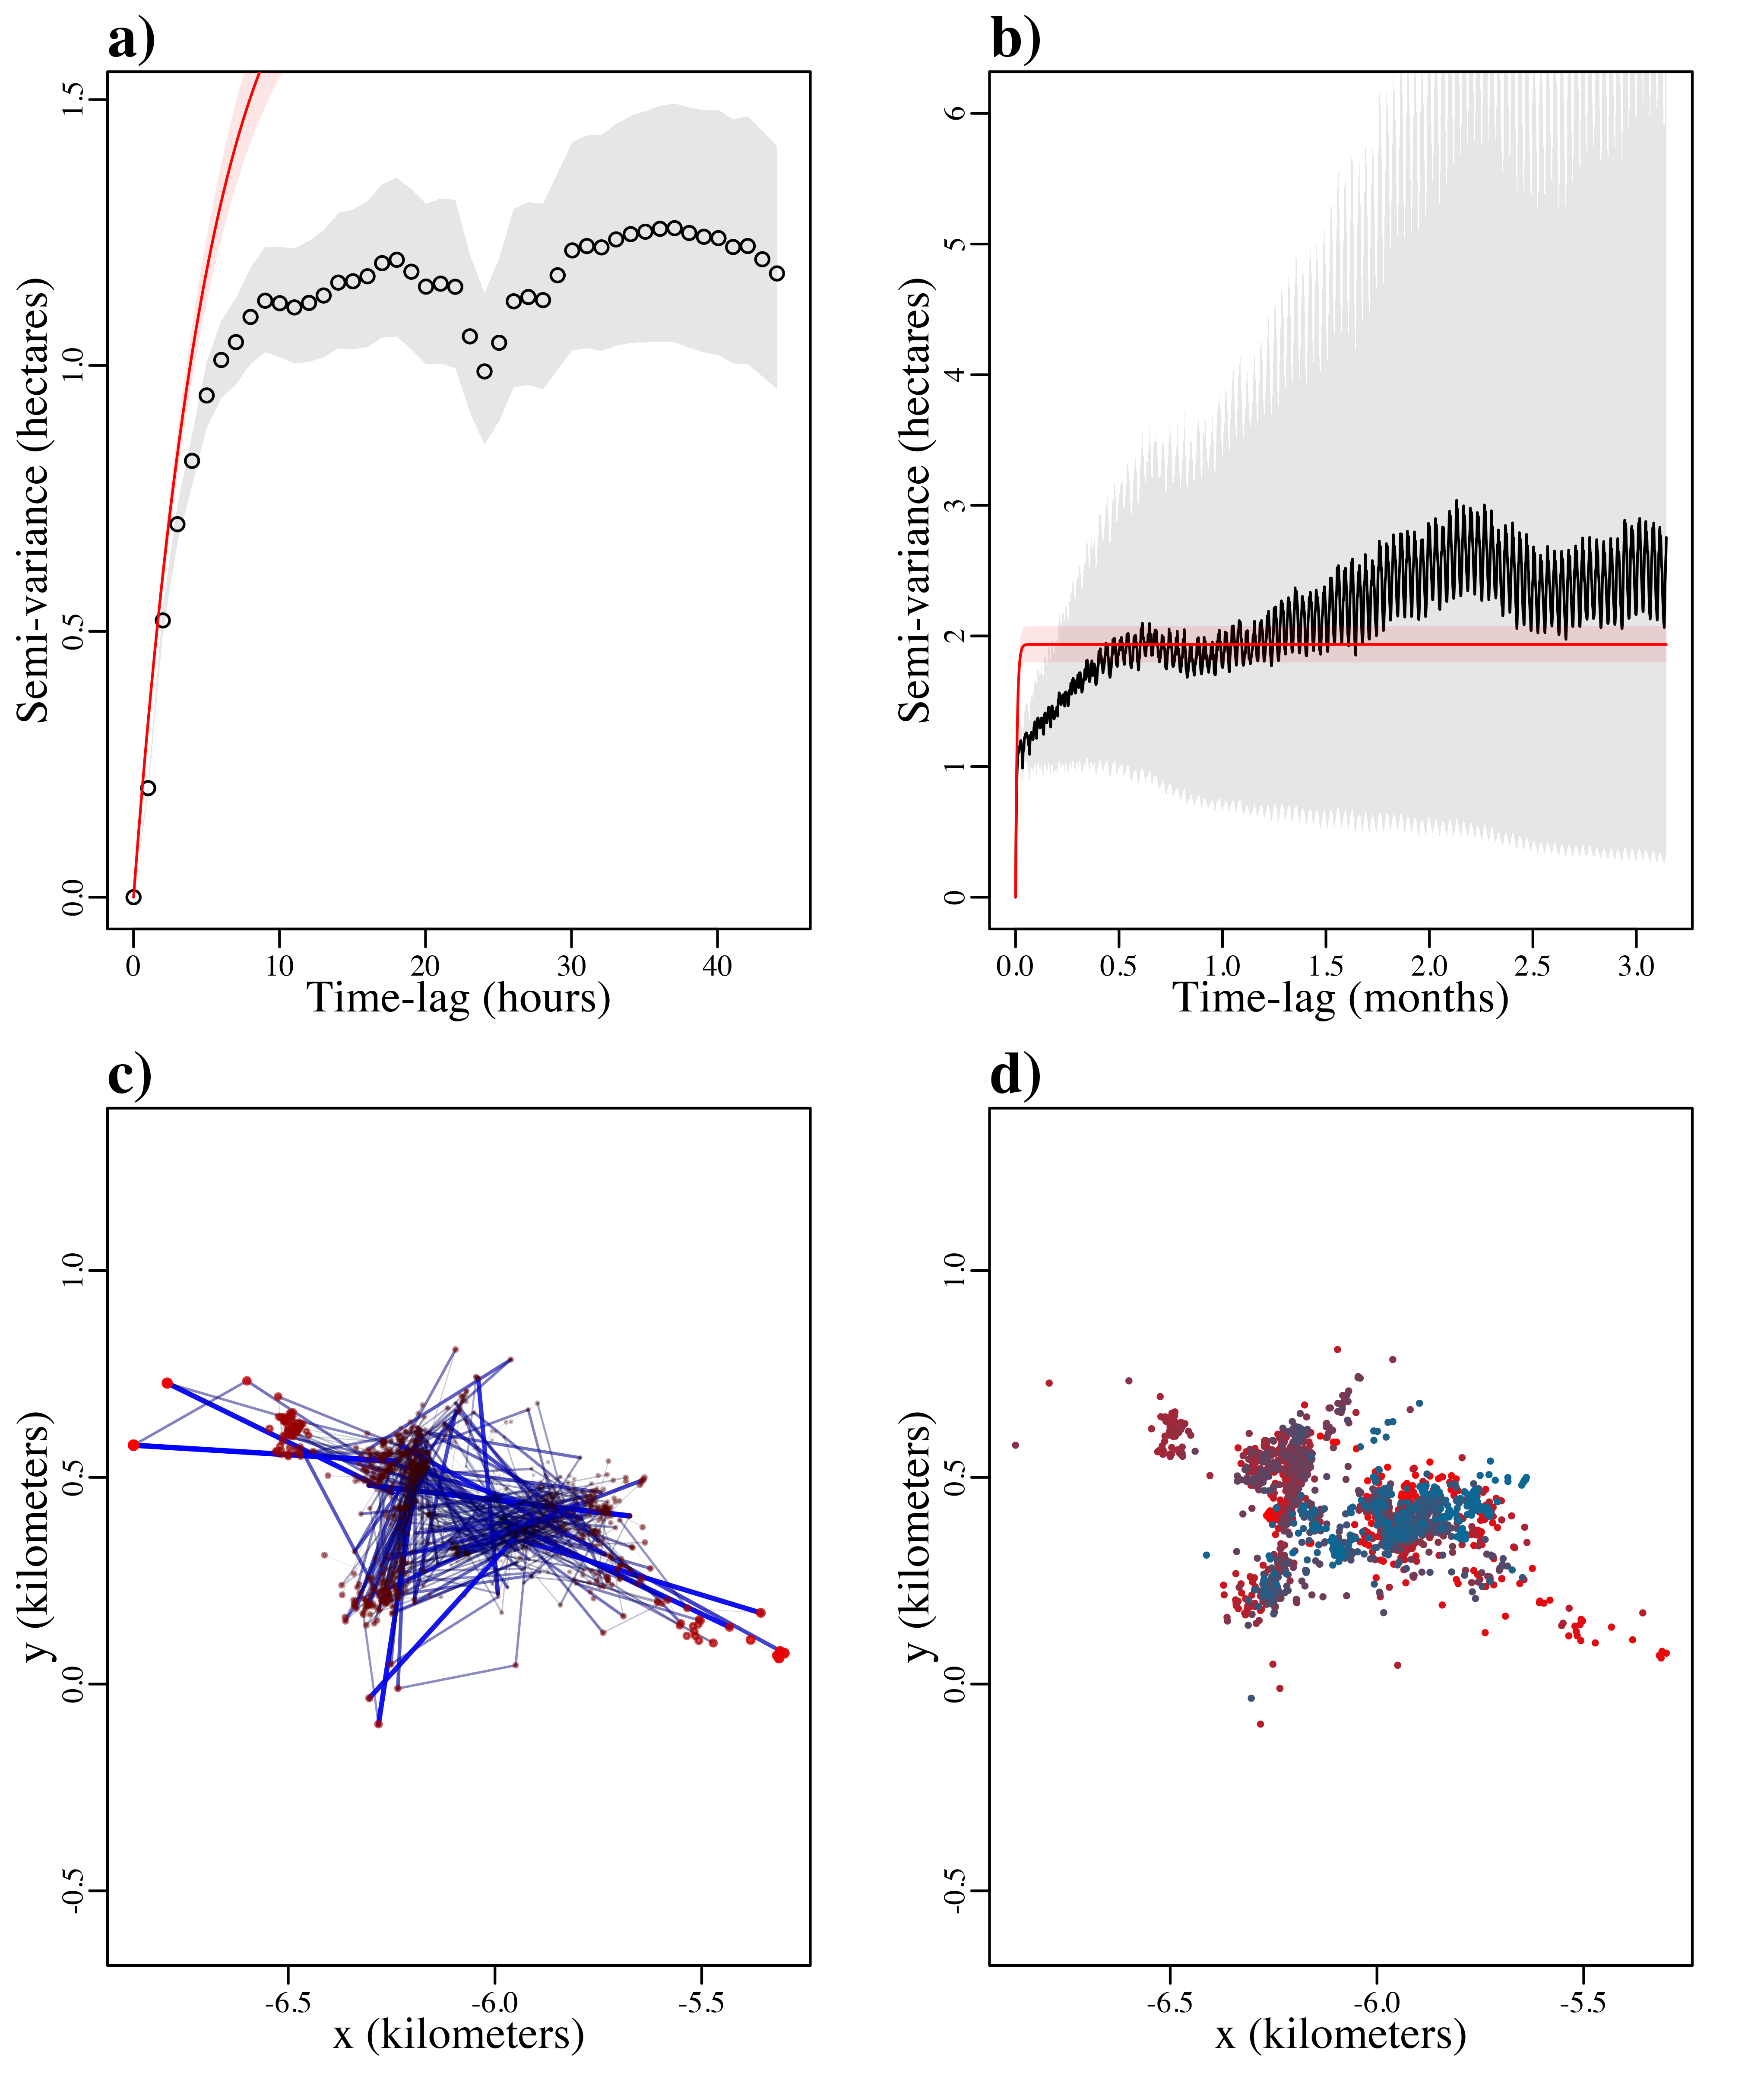 a)
Semi-variance (hectares)
0.0 0.5 1.0 1.5
0 10 20 30 40
Time-lag (hours)
b)
Semi-variance (hectares)
0 1 2 3 4 5 6
0.0 0.5 1.0 1.5 2.0 2.5 3.0
Time-lag (months)
c)
y (kilometers)
-0.5 0.0 0.5 1.0
-6.5 -6.0 -5.5
x (kilometers)
d)
y (kilometers)
-0.5 0.0 0.5 1.0
-6.5 -6.0 -5.5
x (kilometers)